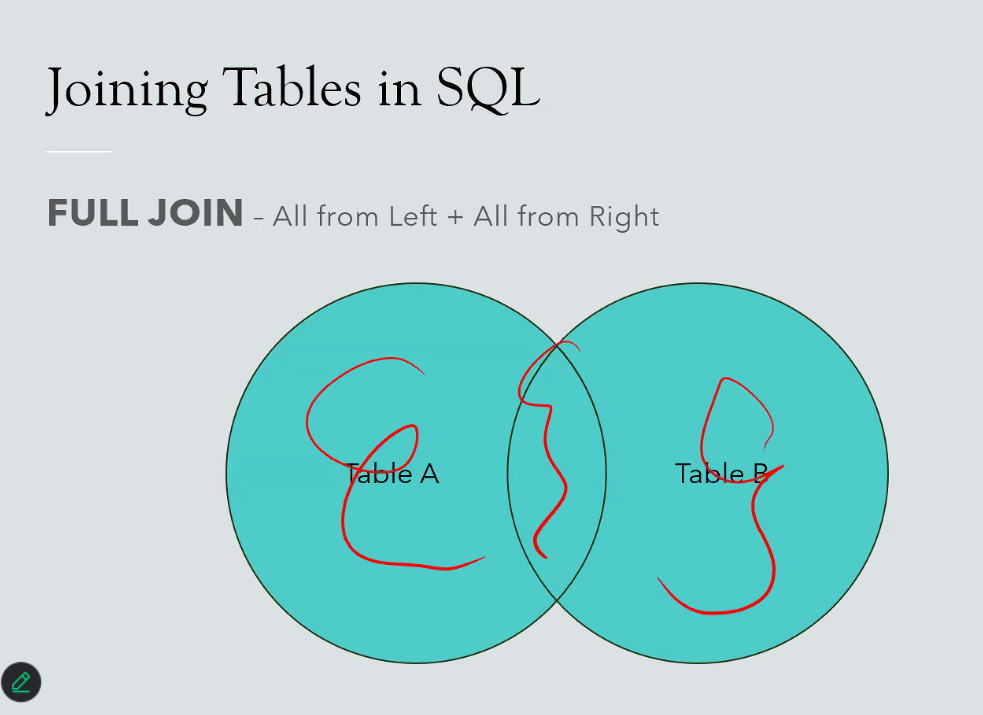 Joining Tables in SQL
FULL JOIN – All from Left + All from Right
Table A
Table B